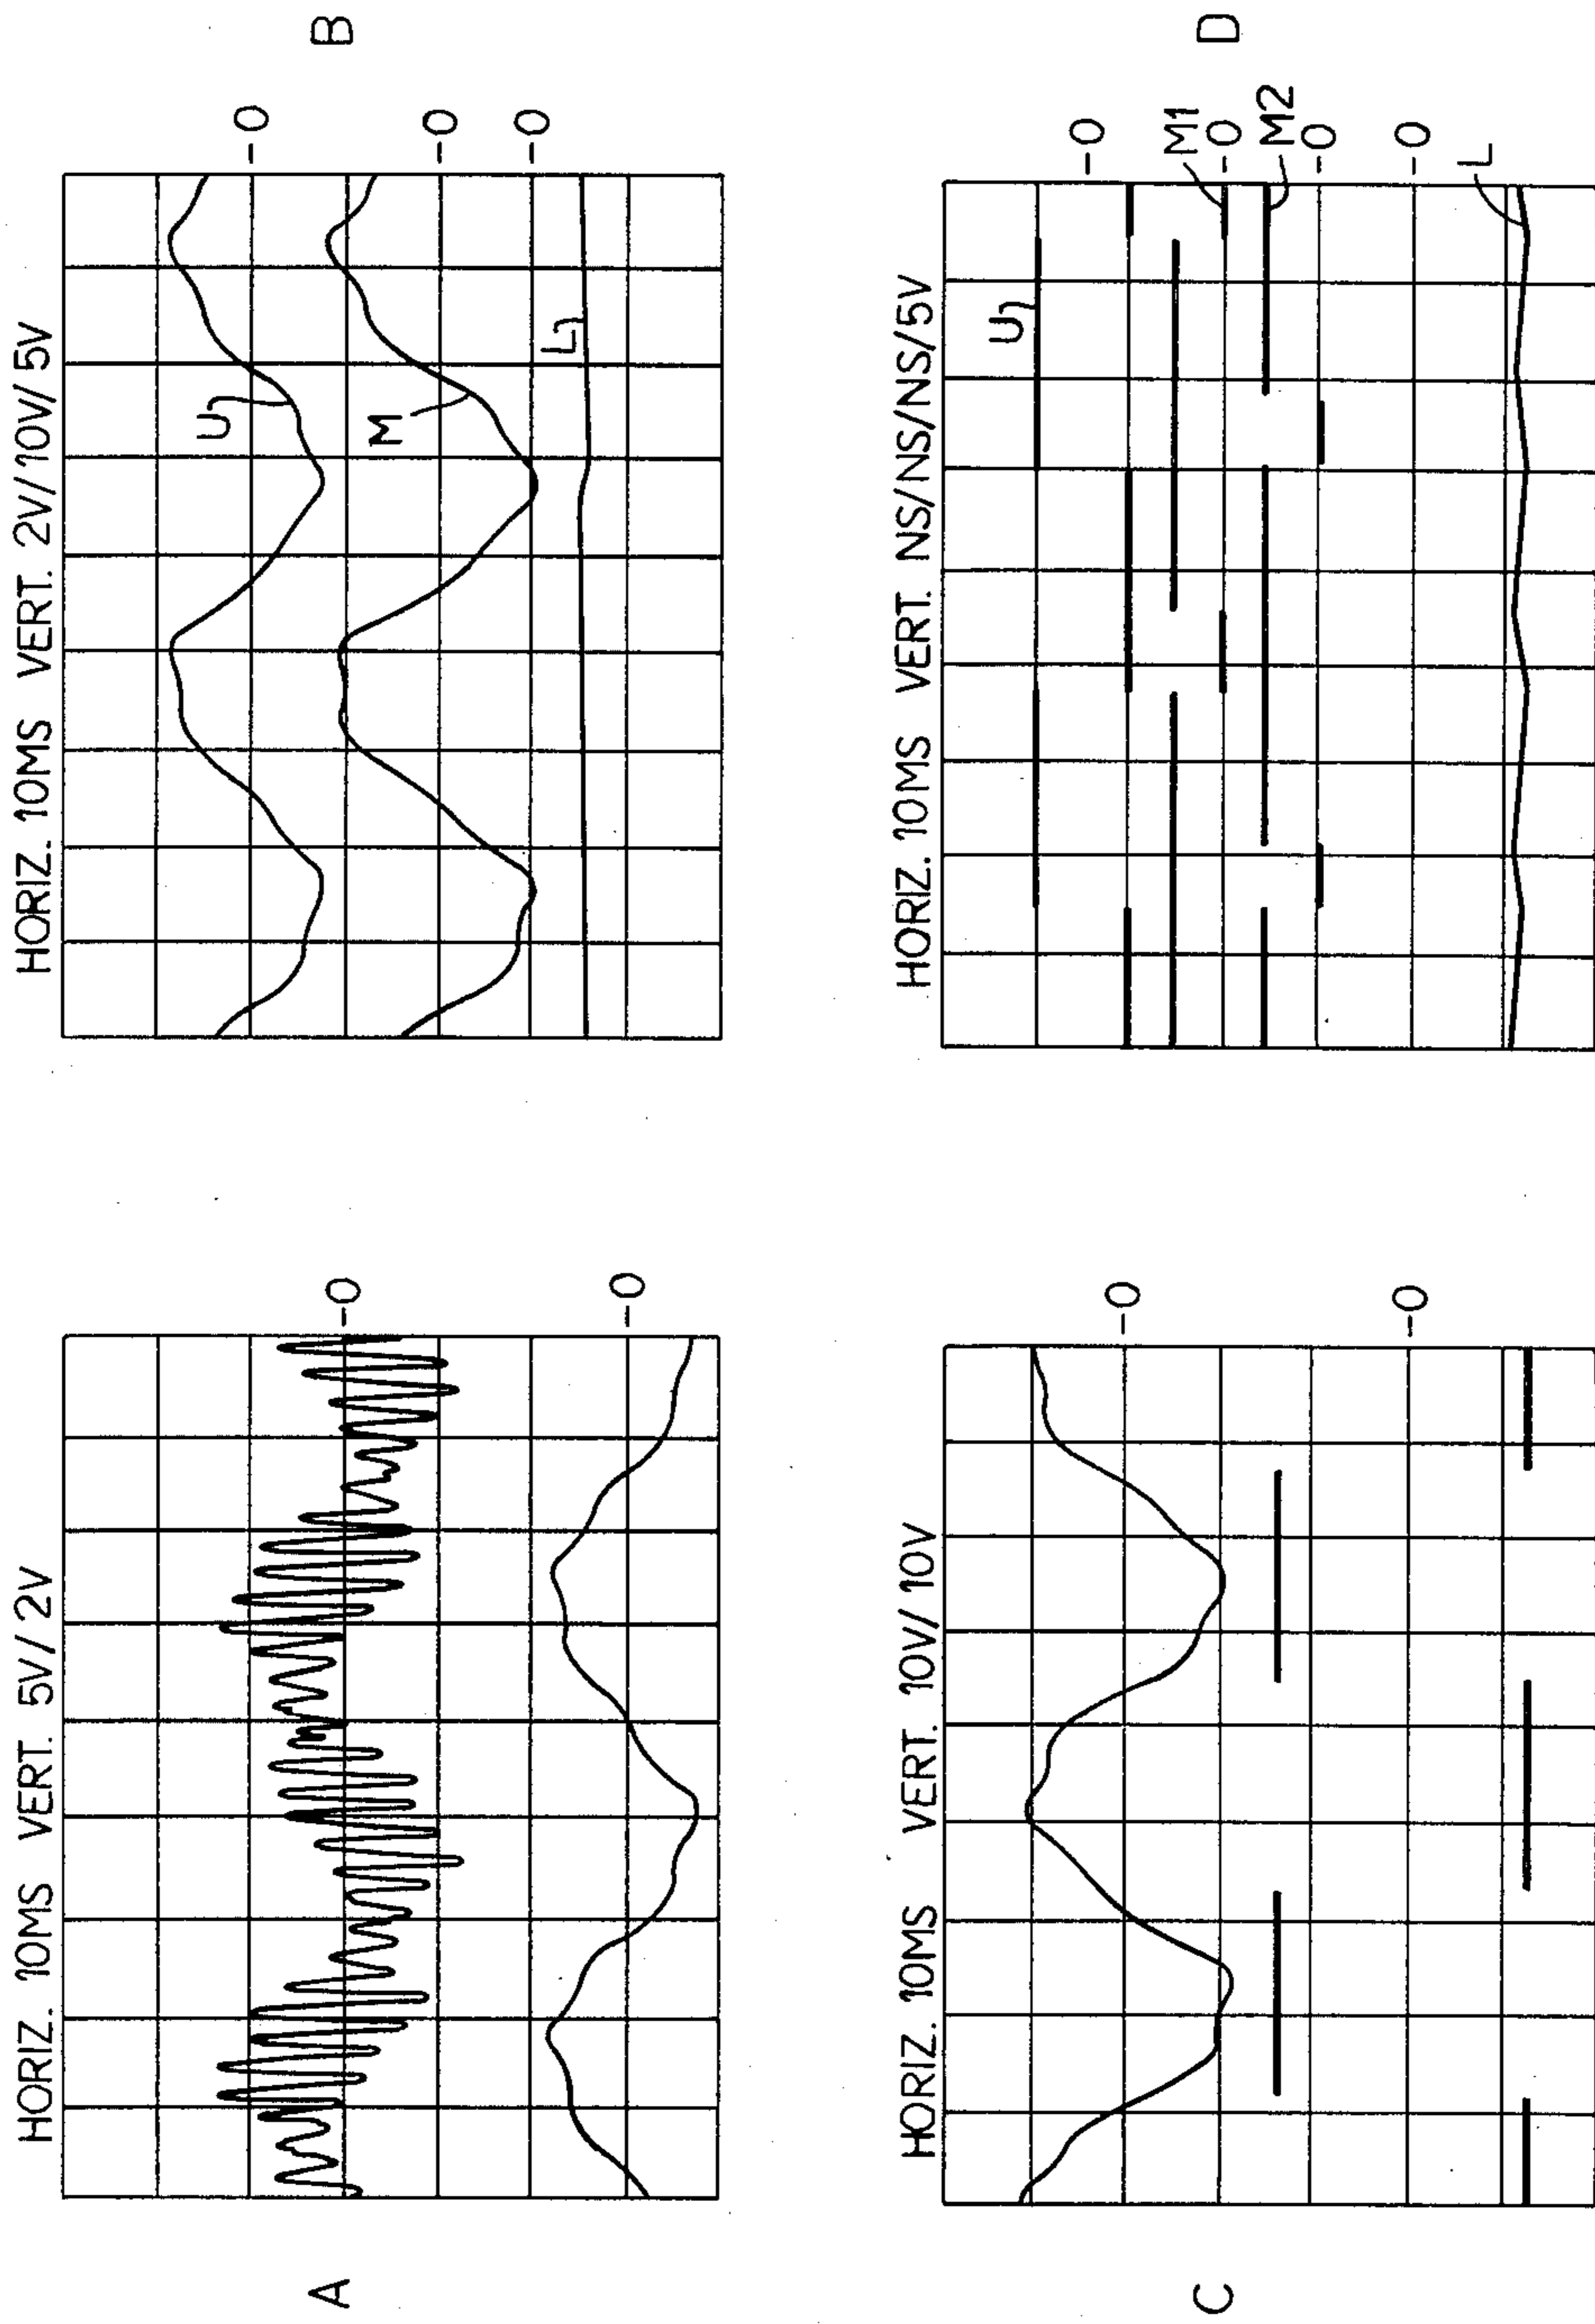 HORIZ. 10MS VERT. 5V/2V
A
-0
-0
HORIZ. 10MS VERT. 2V/10V/5V
B
U
-0
M
-0
-0
L
HORIZ. 10MS VERT. 10V/10V
C
-0
-0
HORIZ. 10MS VERT. NS/NS/NS/5V
D
U
-0
M1
-0
M2
-0
-0
L